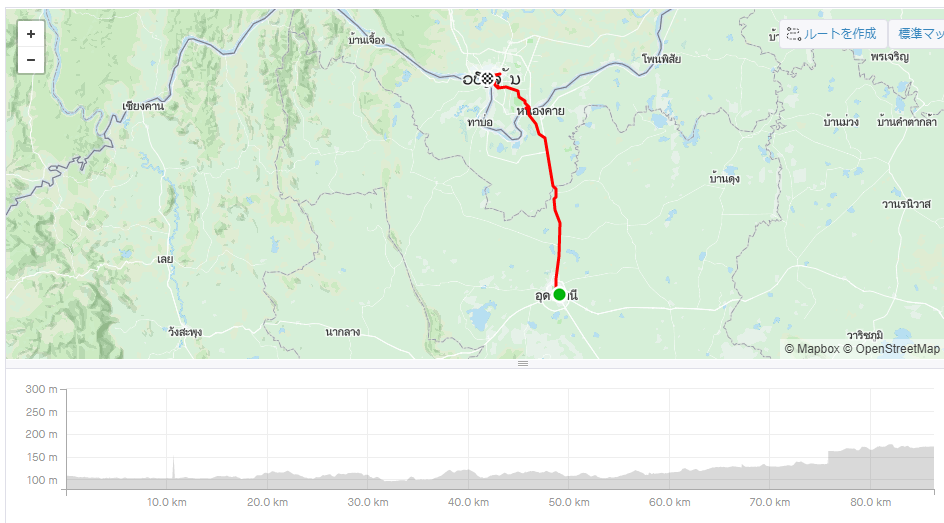 +
−
บ้านเจื้อง
โพนพิสัย
ルートを作成
標準マッ
พรเจริญ
เชียงคาน
ท่าบ่อ
หนองคาย
บ้านม่วง
บ้านคำตากล้า
บ้านดุง
วานรนิวาส
เลย
วังสะพุง
นากลาง
วาริชภูมิ
© Mapbox © OpenStreetMap
300 m
250 m
200 m
150 m
100 m
10.0 km
20.0 km
30.0 km
40.0 km
50.0 km
60.0 km
70.0 km
80.0 km